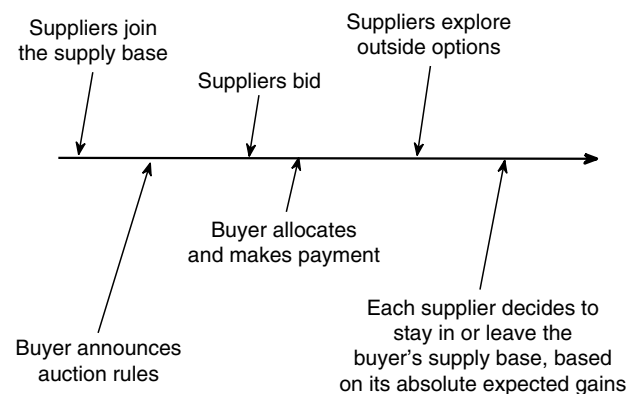 Suppliers join
the supply base
Suppliers bid
Suppliers explore
outside options
Buyer announces
auction rules
Buyer allocates
and makes payment
Each supplier decides to
stay in or leave the
buyer’s supply base, based
on its absolute expected gains